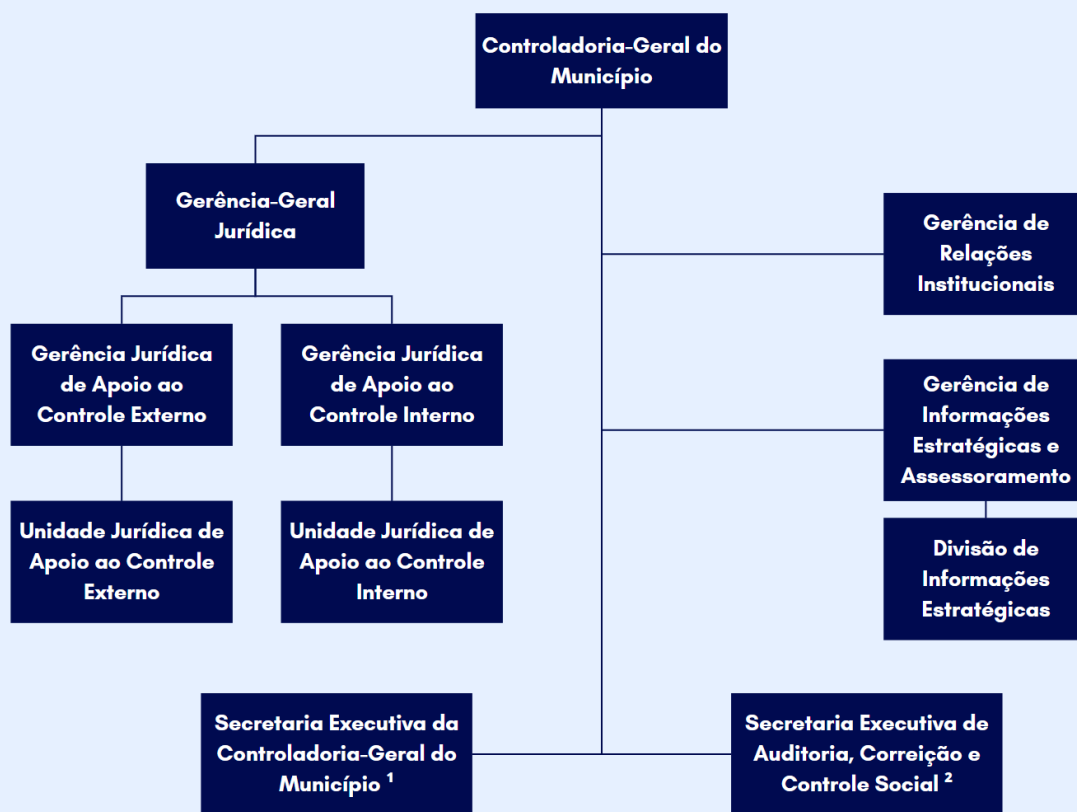 Controladoria-Geral do
Município
Gerência-Geral
Jurídica
Gerência de
Relações
Institucionais
Gerência Jurídica
de Apoio ao
Controle Externo
Gerência Jurídica
de Apoio ao
Controle Interno
Gerência de
Informações
Estratégicas e
Assessoramento
Unidade Jurídica de
Apoio ao Controle
Externo
Unidade Jurídica de
Apoio ao Controle
Interno
Divisão de
Informações
Estratégicas
Secretaria Executiva da
Controladoria-Geral do
Município ¹
Secretaria Executiva de
Auditoria, Correição e
Controle Social ²